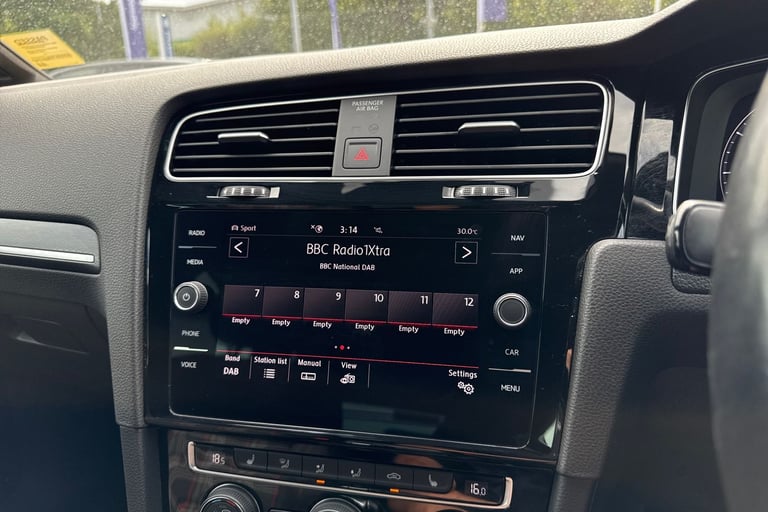 PASSENGER
AIR BAG
RADIO
MEDIA
PHONE
VOICE
Sport
3:14
30.0°C
BBC Radio1Xtra
BBC National DAB
7 8 9 10 11 12
Empty Empty Empty Empty Empty Empty
Band Station list Manual View Settings
DAB
NAV
APP
CAR
MENU
18.5
16.0